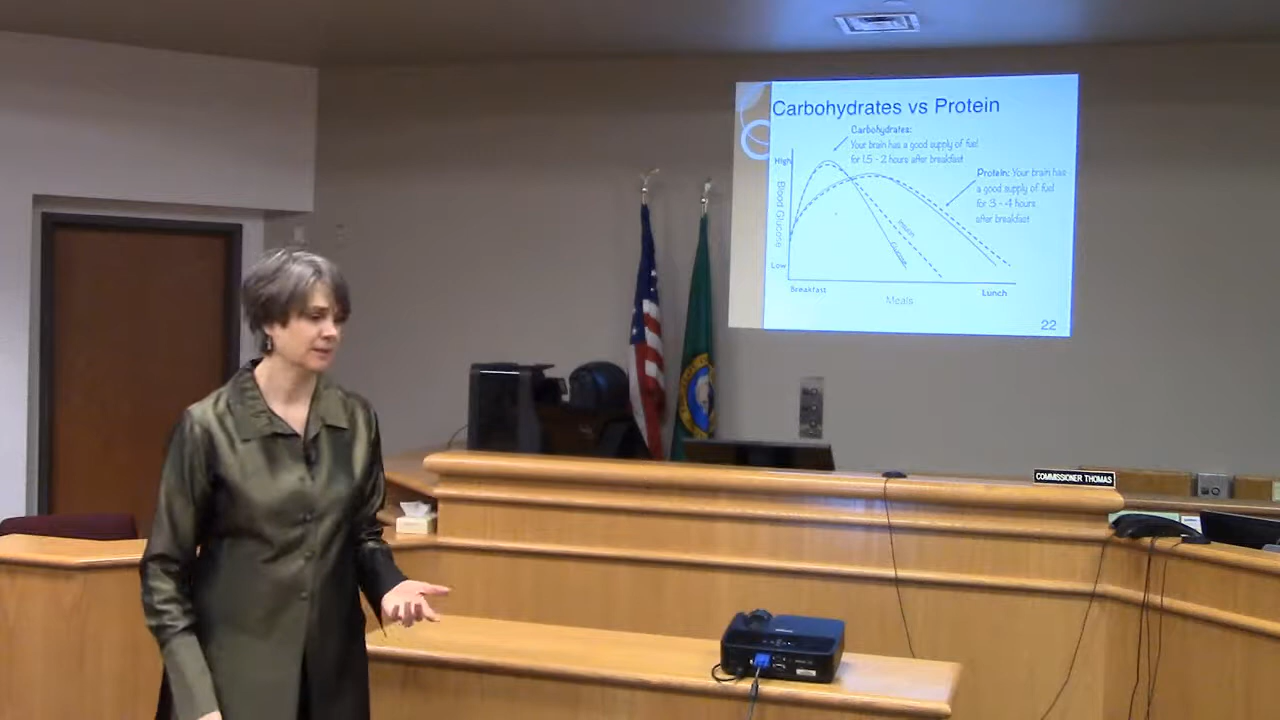 Carbohydrates vs Protein
Carbohydrates:
Your brain has a good supply of fuel
for 1.5 - 2 hours after breakfast
High
Protein: Your brain has
a good supply of fuel
for 3 - 4 hours
after breakfast
Blood Glucose
Insulin
Glucose
Low
Breakfast
Meals
Lunch
22
COMMISSIONER THOMAS